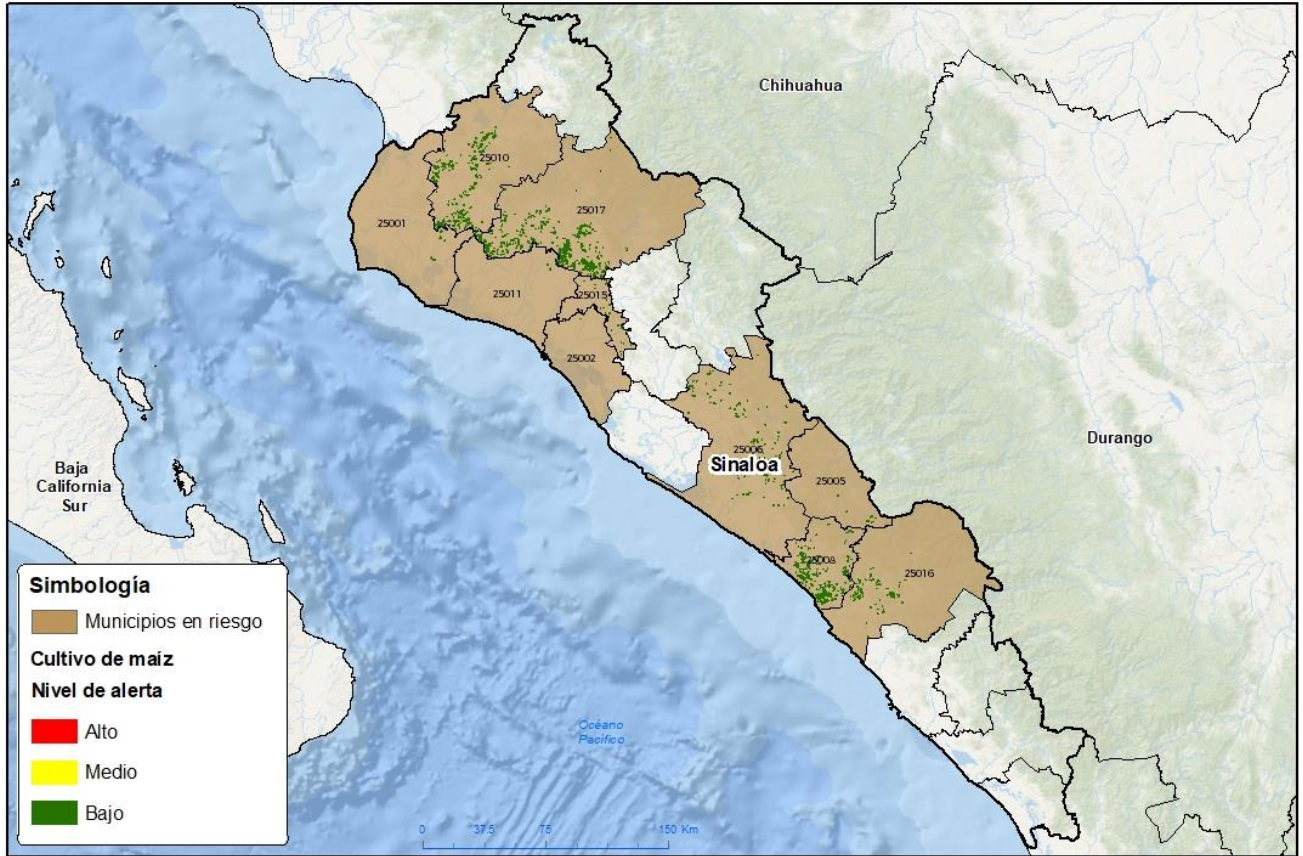 Chihuahua
25010
25017
25001
25011
25015
25002
Durango
25006
Sinaloa
25005
Baja
California
Sur
25008
25016
Simbología
Municipios en riesgo
Cultivo de maíz
Nivel de alerta
Alto
Medio
Bajo
Océano
Pacífico
0 37.5 75 150 Km